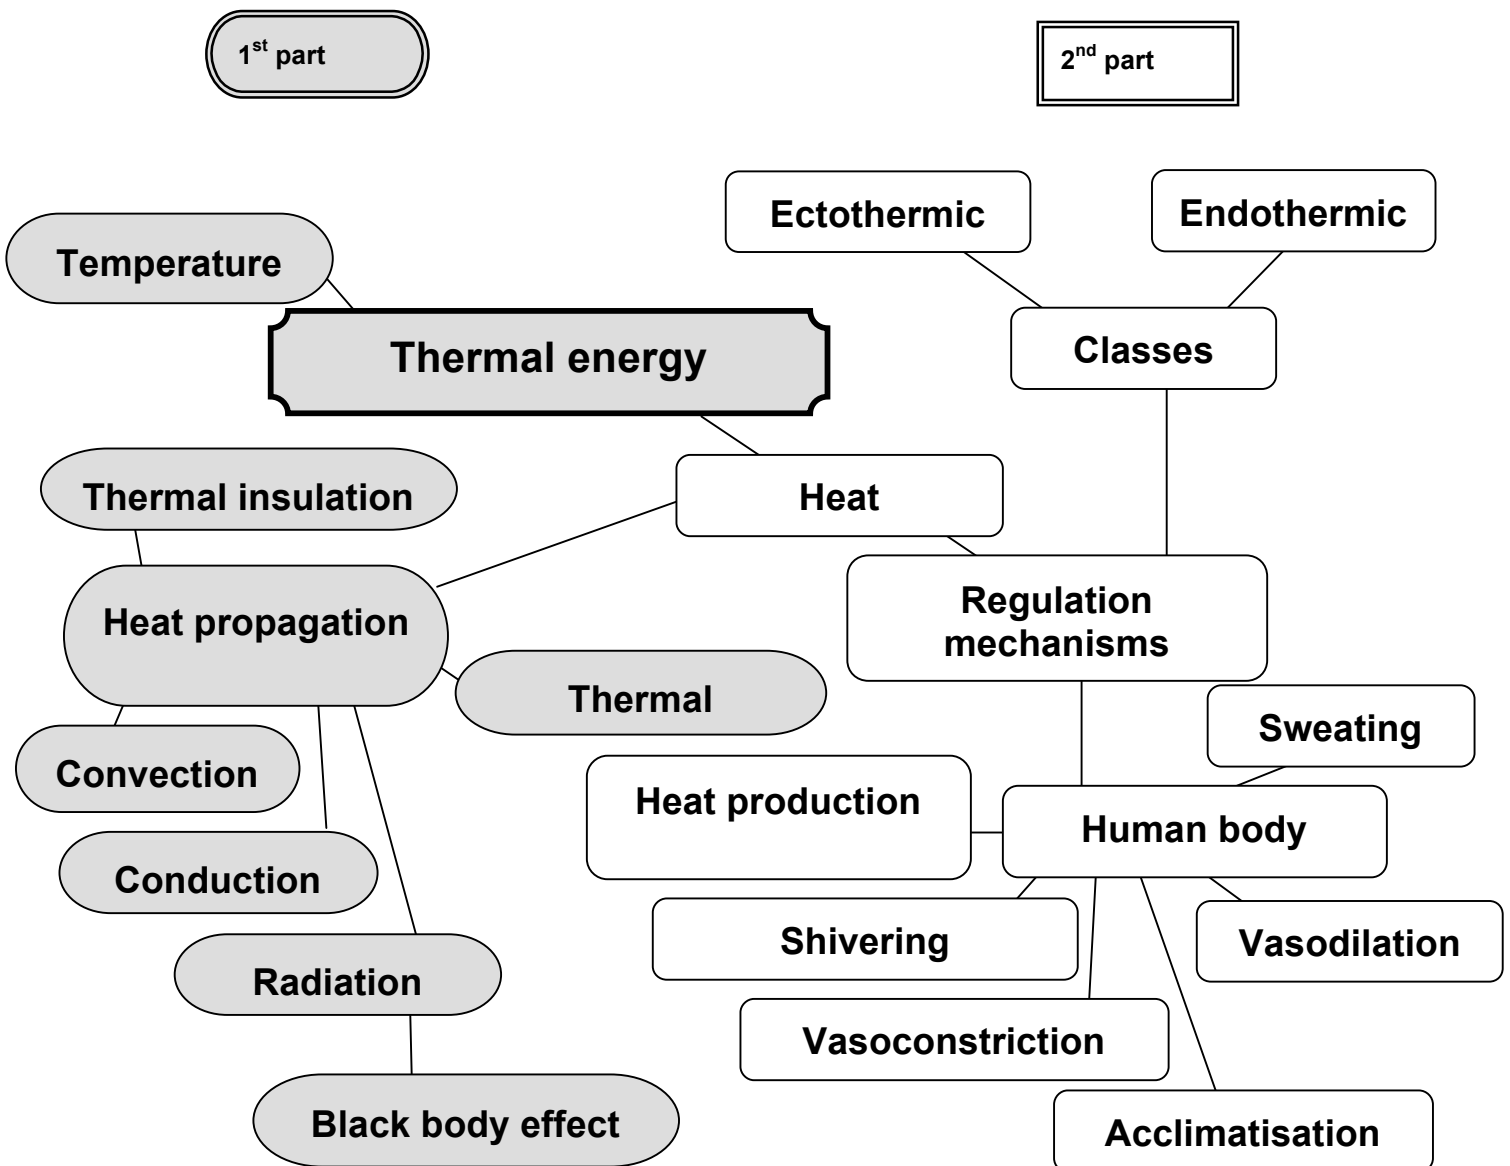 1st part
2nd part
Ectothermic
Endothermic
Temperature
Thermal energy
Classes
Thermal insulation
Heat
Heat propagation
Regulation
mechanisms
Thermal
Sweating
Convection
Heat production
Human body
Conduction
Shivering
Vasodilation
Radiation
Vasoconstriction
Black body effect
Acclimatisation